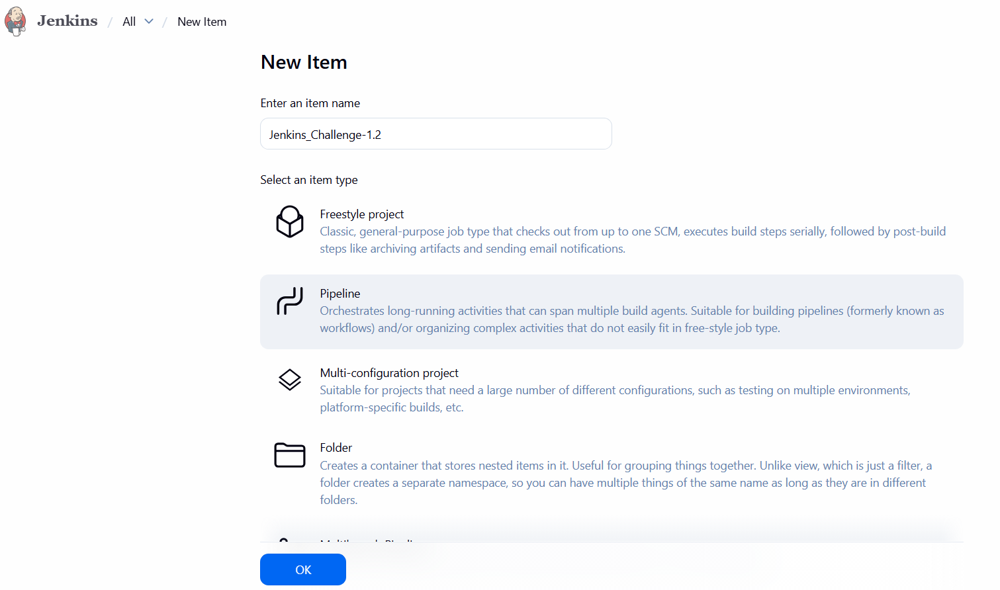 Jenkins / All / New Item
New Item
Enter an item name
Jenkins_Challenge-1.2
Select an item type
Freestyle project
Classic, general-purpose job type that checks out from up to one SCM, executes build steps serially, followed by post-build
steps like archiving artifacts and sending email notifications.
Pipeline
Orchestrates long-running activities that can span multiple build agents. Suitable for building pipelines (formerly known as
workflows) and/or organizing complex activities that do not easily fit in free-style job type.
Multi-configuration project
Suitable for projects that need a large number of different configurations, such as testing on multiple environments,
platform-specific builds, etc.
Folder
Creates a container that stores nested items in it. Useful for grouping things together. Unlike view, which is just a filter, a
folder creates a separate namespace, so you can have multiple things of the same name as long as they are in different
folders.
OK